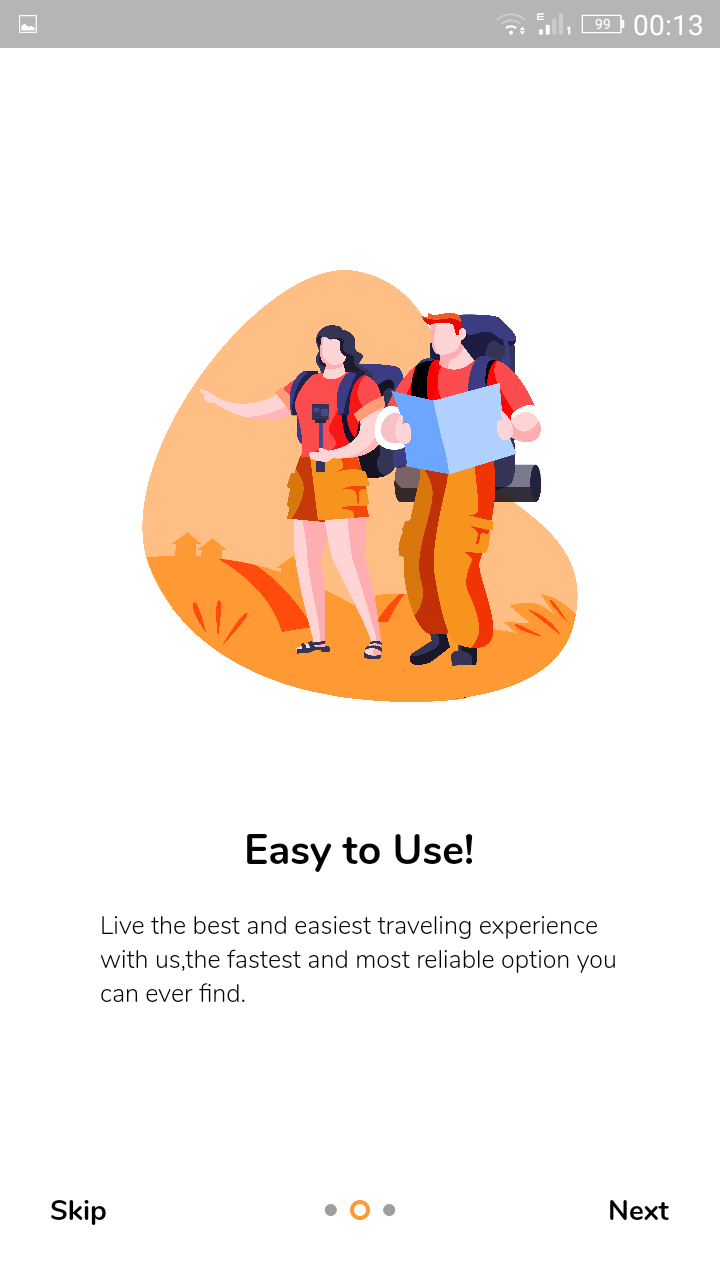 E 1 99 00:13
Easy to Use!
Live the best and easiest traveling experience
with us,the fastest and most reliable option you
can ever find.
Skip Next